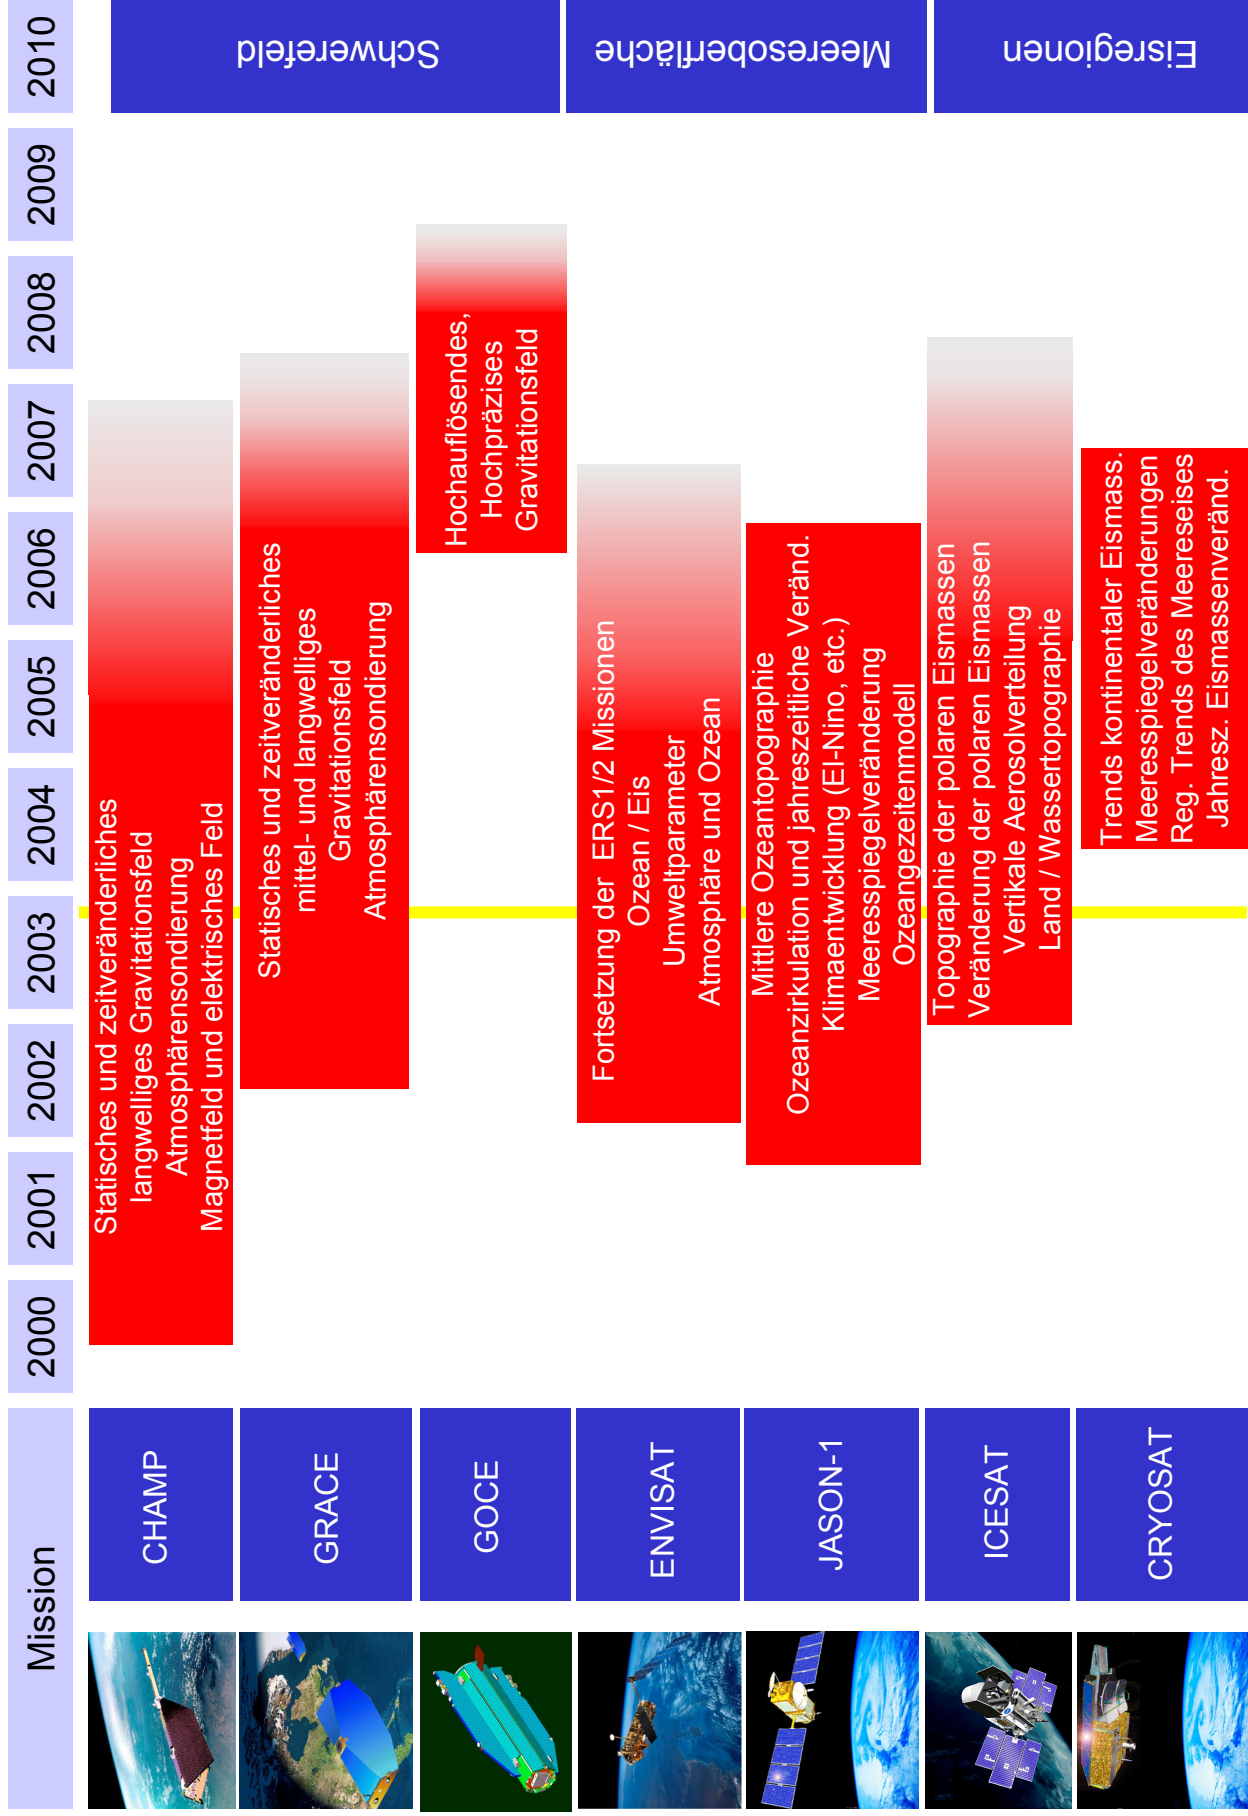 Mission
2000
2001
2002
2003
2004
2005
2006
2007
2008
2009
2010
CHAMP
Statisches und zeitveränderliches
langwelliges Gravitationsfeld
Atmosphärensondierung
Magnetfeld und elektrisches Feld
GRACE
Statisches und zeitveränderliches
mittel- und langwelliges
Gravitationsfeld
Atmosphärensondierung
GOCE
Hochauflösendes,
Hochpräzises
Gravitationsfeld
Schwerefeld
ENVISAT
Fortsetzung der ERS1/2 Missionen
Ozean / Eis
Umweltparameter
Atmosphäre und Ozean
JASON-1
Mittlere Ozeantopographie
Ozeanzirkulation und jahreszeitliche Veränd.
Klimaentwicklung (El-Nino, etc.)
Meeresspiegelveränderung
Ozeangezeitenmodell
Meeresoberfläche
ICESAT
Topographie der polaren Eismassen
Veränderung der polaren Eismassen
Vertikale Aerosolverteilung
Land / Wassertopographie
CRYOSAT
Trends kontinentaler Eismass.
Meeresspiegelveränderungen
Reg. Trends des Meereseises
Jahresz. Eismassenveränd.
Eisregionen